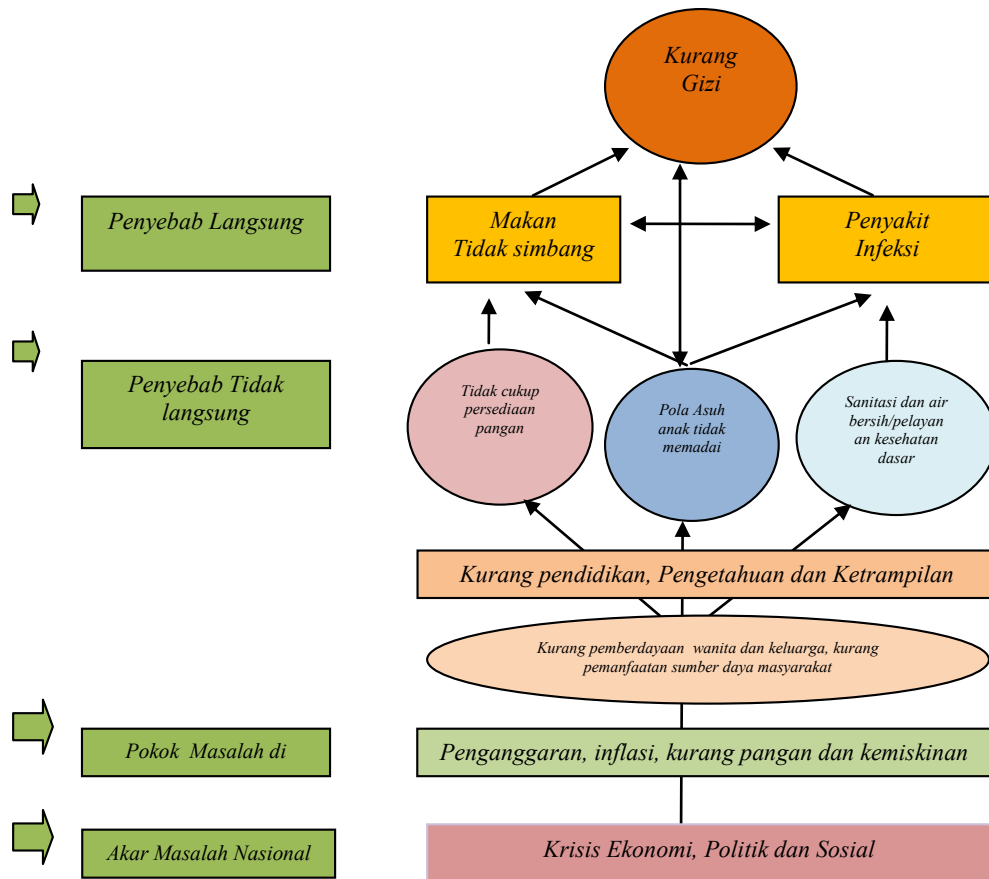 Kurang
Gizi
Penyebab Langsung
Makan
Tidak simbang
Penyakit
Infeksi
Penyebab Tidak
langsung
Tidak cukup
persediaan
pangan
Pola Asuh
anak tidak
memadai
Sanitasi dan air
bersih/pelayan
an kesehatan
dasar
Kurang pendidikan, Pengetahuan dan Ketrampilan
Kurang pemberdayaan wanita dan keluarga, kurang
pemanfaatan sumber daya masyarakat
Pokok Masalah di
Penganggaran, inflasi, kurang pangan dan kemiskinan
Akar Masalah Nasional
Krisis Ekonomi, Politik dan Sosial